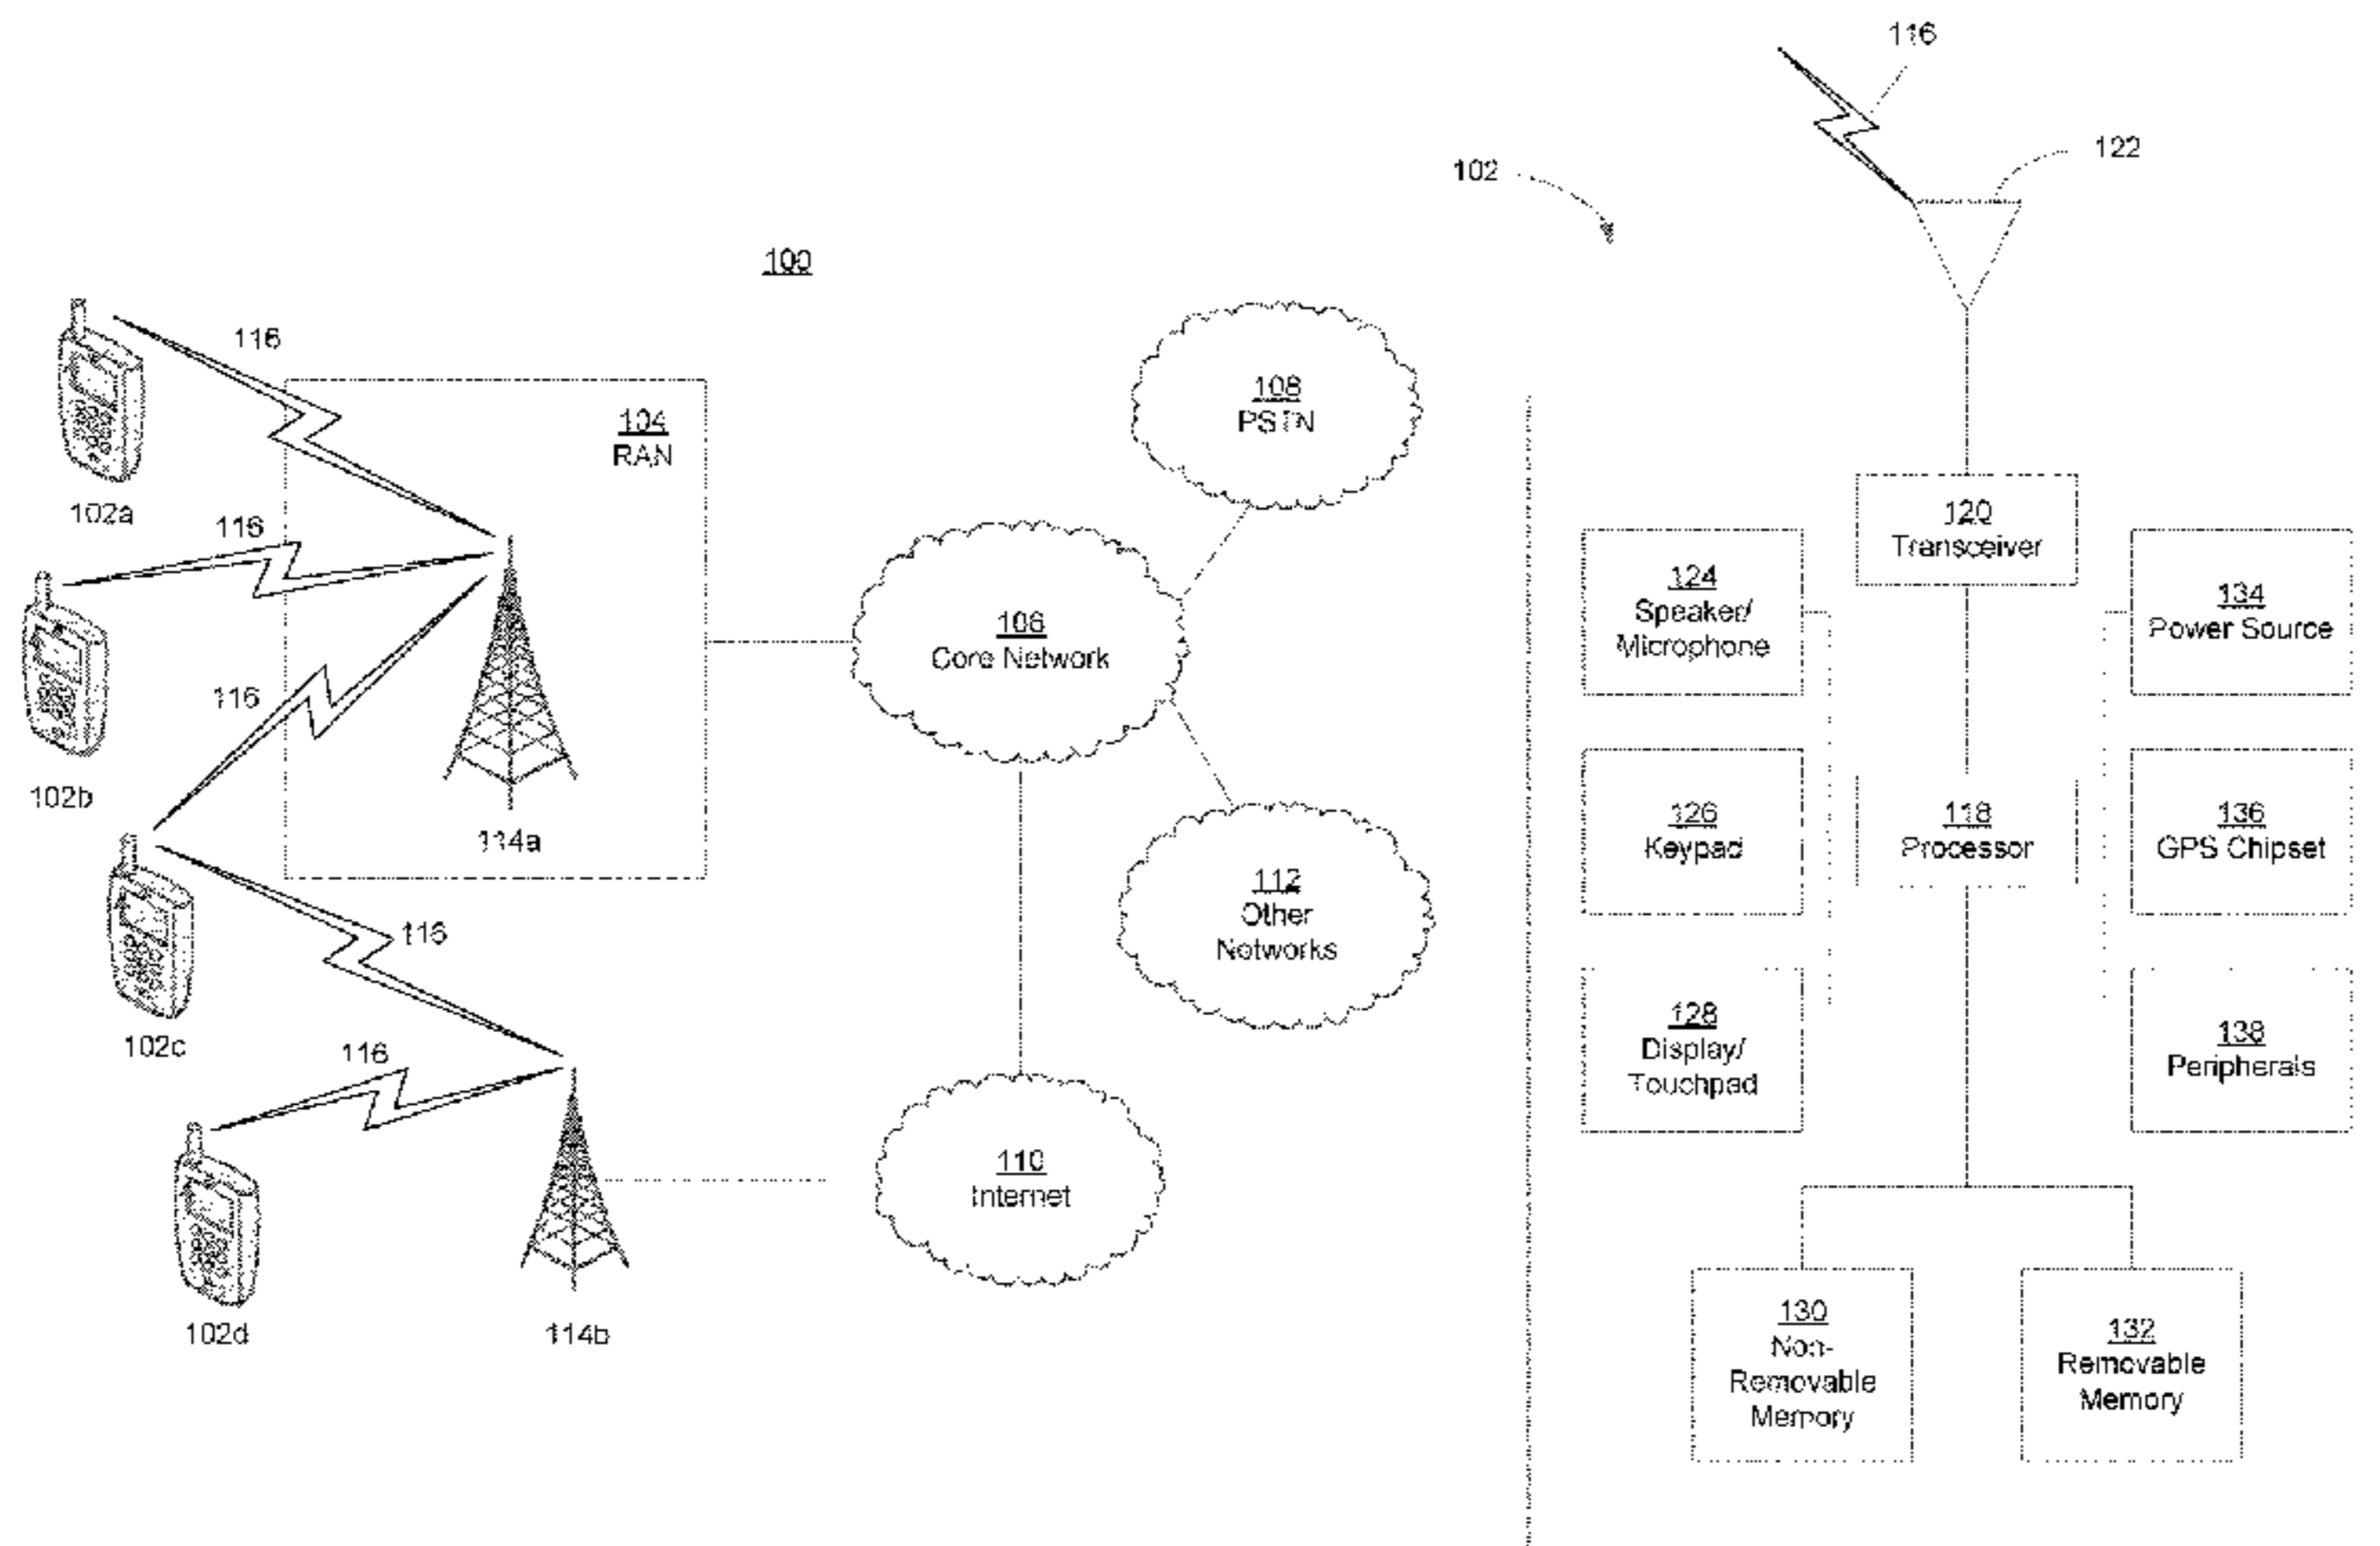 100
116
102a
104
RAN
116
102b
116
114a
116
102c
116
102d
114b
108
PSTN
106
Core Network
112
Other
Networks
110
Internet
102
116
122
120
Transceiver
124
Speaker/
Microphone
134
Power Source
126
Keypad
118
Processor
136
GPS Chipset
128
Display/
Touchpad
138
Peripherals
130
Non-
Removable
Memory
132
Removable
Memory